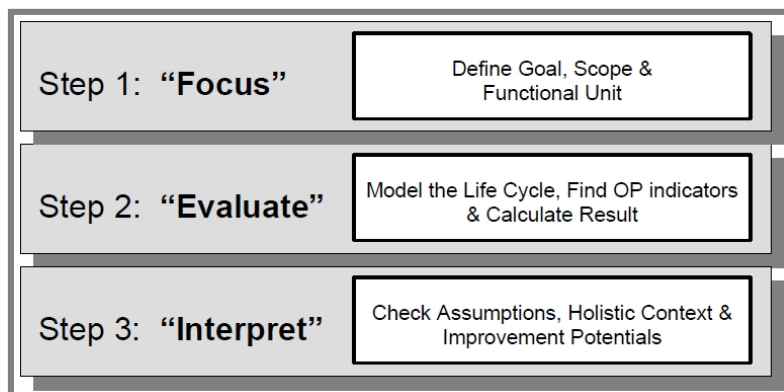 Step 1: “Focus”
Define Goal, Scope &
Functional Unit
Step 2: “Evaluate”
Model the Life Cycle, Find OP indicators
& Calculate Result
Step 3: “Interpret”
Check Assumptions, Holistic Context &
Improvement Potentials